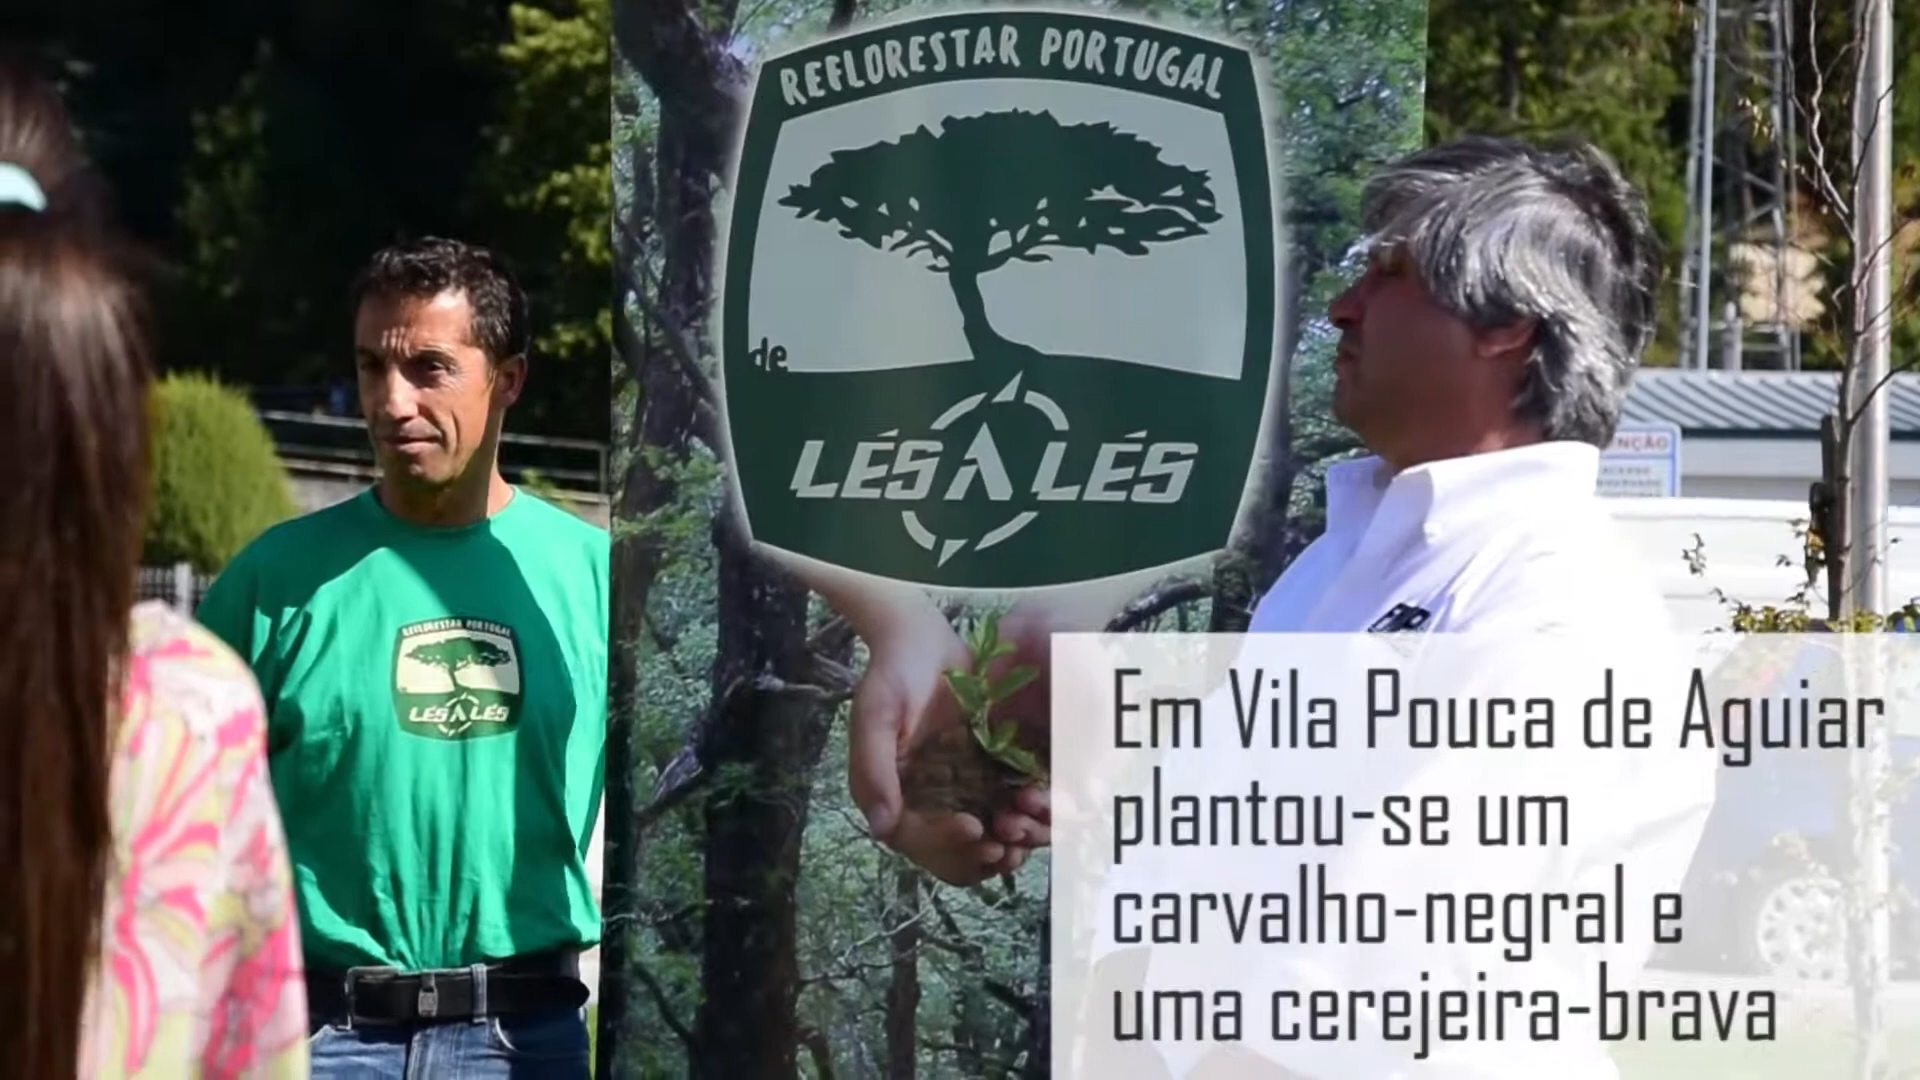 REFLORESTAR PORTUGAL
de
LÉS A LÉS
REFLORESTAR PORTUGAL
LÉS A LÉS
Em Vila Pouca de Aguiar
plantou-se um
carvalho-negral e
uma cerejeira-brava